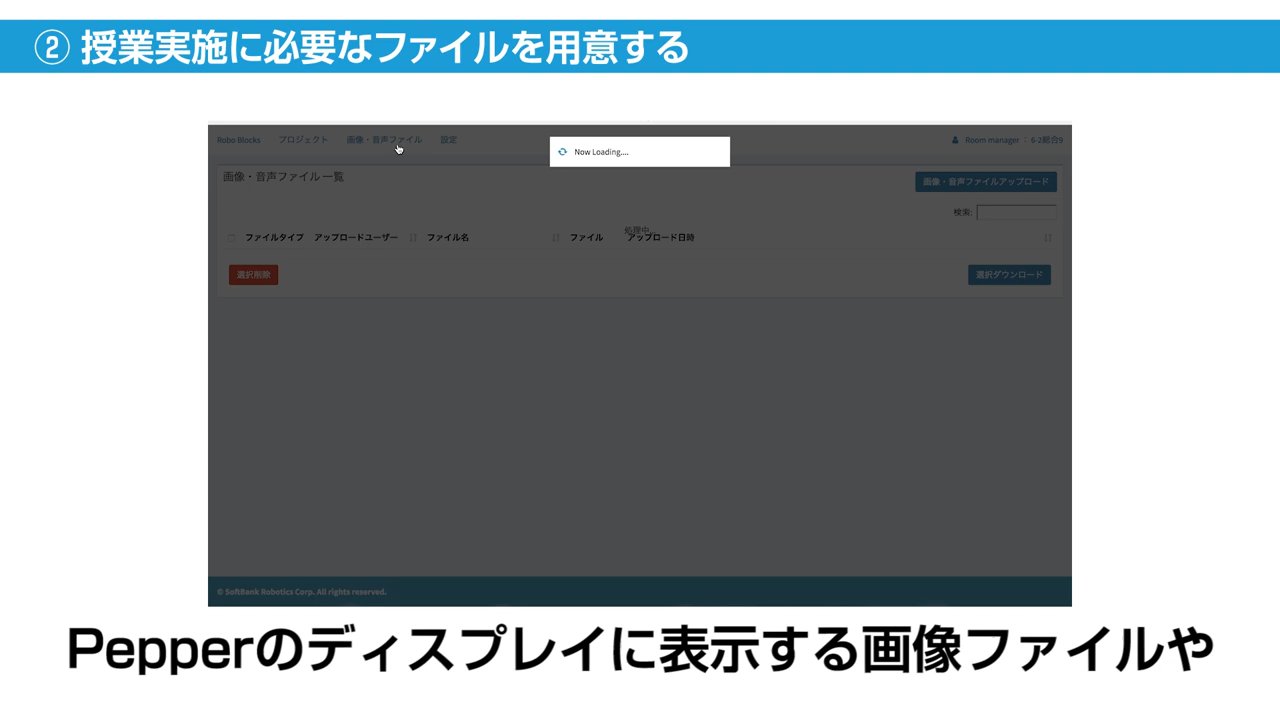 ② 授業実施に必要なファイルを用意する
Robo Blocks プロジェクト 画像・音声ファイル 設定 Room manager : 6-2総合9
Now Loading....
画像・音声ファイル 一覧
画像・音声ファイルアップロード
検索:
処理中...
ファイルタイプ アップロードユーザー ファイル名 ファイル アップロード日時
選択削除 選択ダウンロード
© SoftBank Robotics Corp. All rights reserved.
Pepperのディスプレイに表示する画像ファイルや